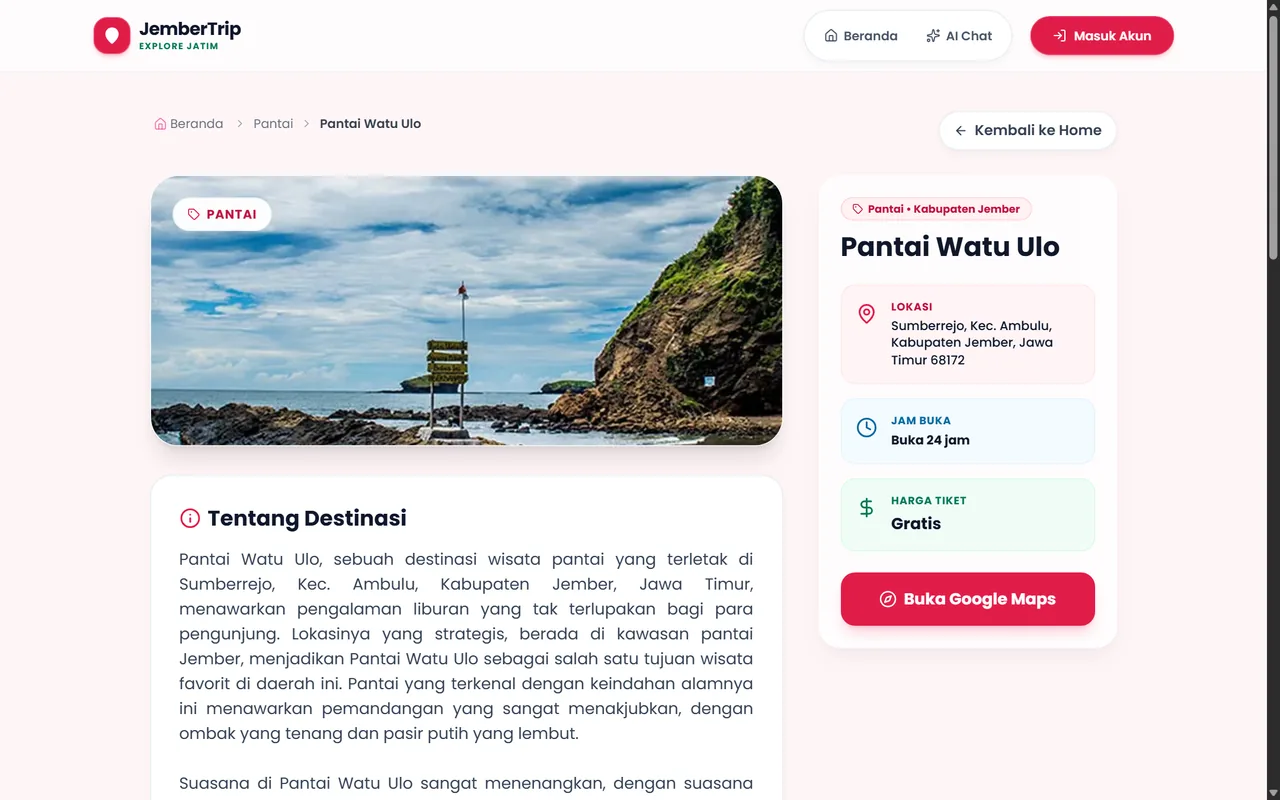 JemberTrip
EXPLORE JATIM
Beranda
AI Chat
Masuk Akun
Beranda > Pantai > Pantai Watu Ulo
Kembali ke Home
PANTAI
Pantai • Kabupaten Jember
Pantai Watu Ulo
LOKASI
Sumberrejo, Kec. Ambulu,
Kabupaten Jember, Jawa
Timur 68172
JAM BUKA
Buka 24 jam
HARGA TIKET
Gratis
Buka Google Maps
Tentang Destinasi
Pantai Watu Ulo, sebuah destinasi wisata pantai yang terletak di
Sumberrejo, Kec. Ambulu, Kabupaten Jember, Jawa Timur,
menawarkan pengalaman liburan yang tak terlupakan bagi para
pengunjung. Lokasinya yang strategis, berada di kawasan pantai
Jember, menjadikan Pantai Watu Ulo sebagai salah satu tujuan wisata
favorit di daerah ini. Pantai yang terkenal dengan keindahan alamnya
ini menawarkan pemandangan yang sangat menakjubkan, dengan
ombak yang tenang dan pasir putih yang lembut.
Suasana di Pantai Watu Ulo sangat menenangkan, dengan suasana